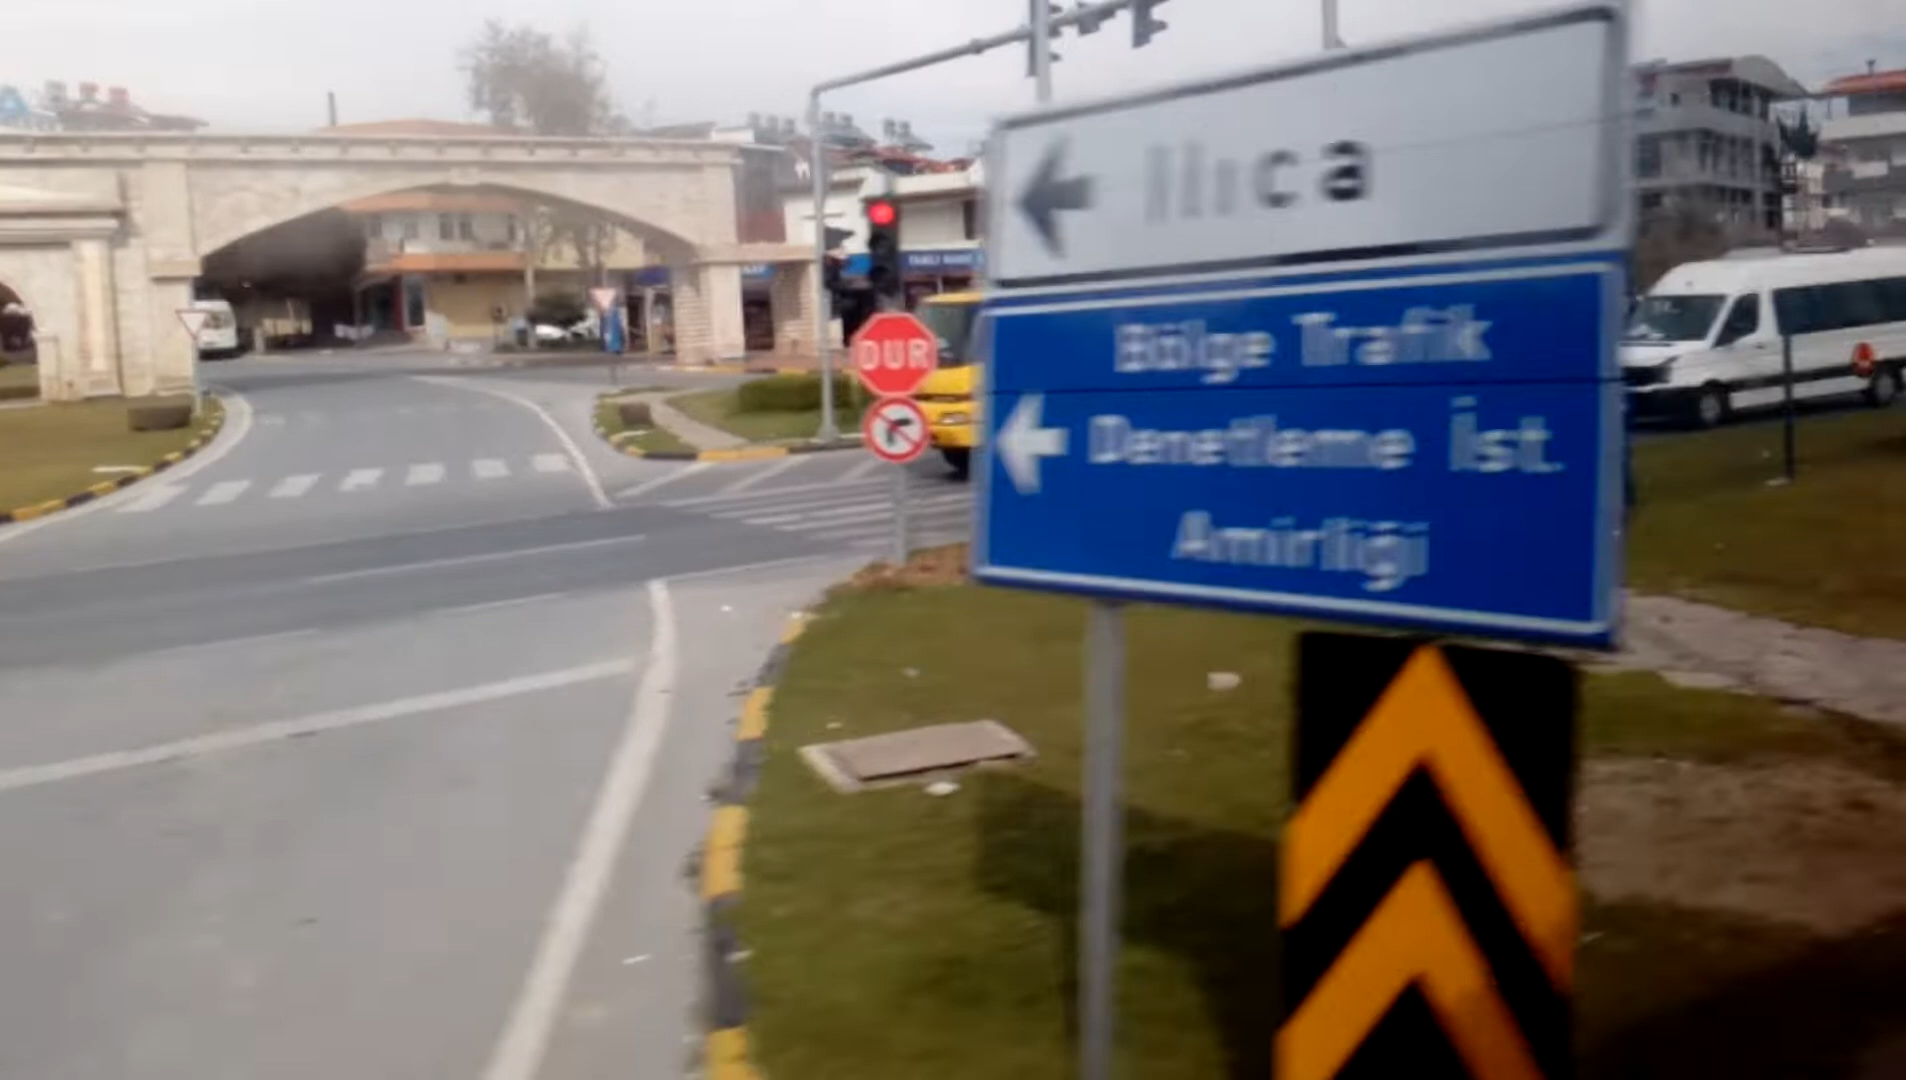 Ilıca
Bölge Trafik
Denetleme İst.
Amirliği
DUR